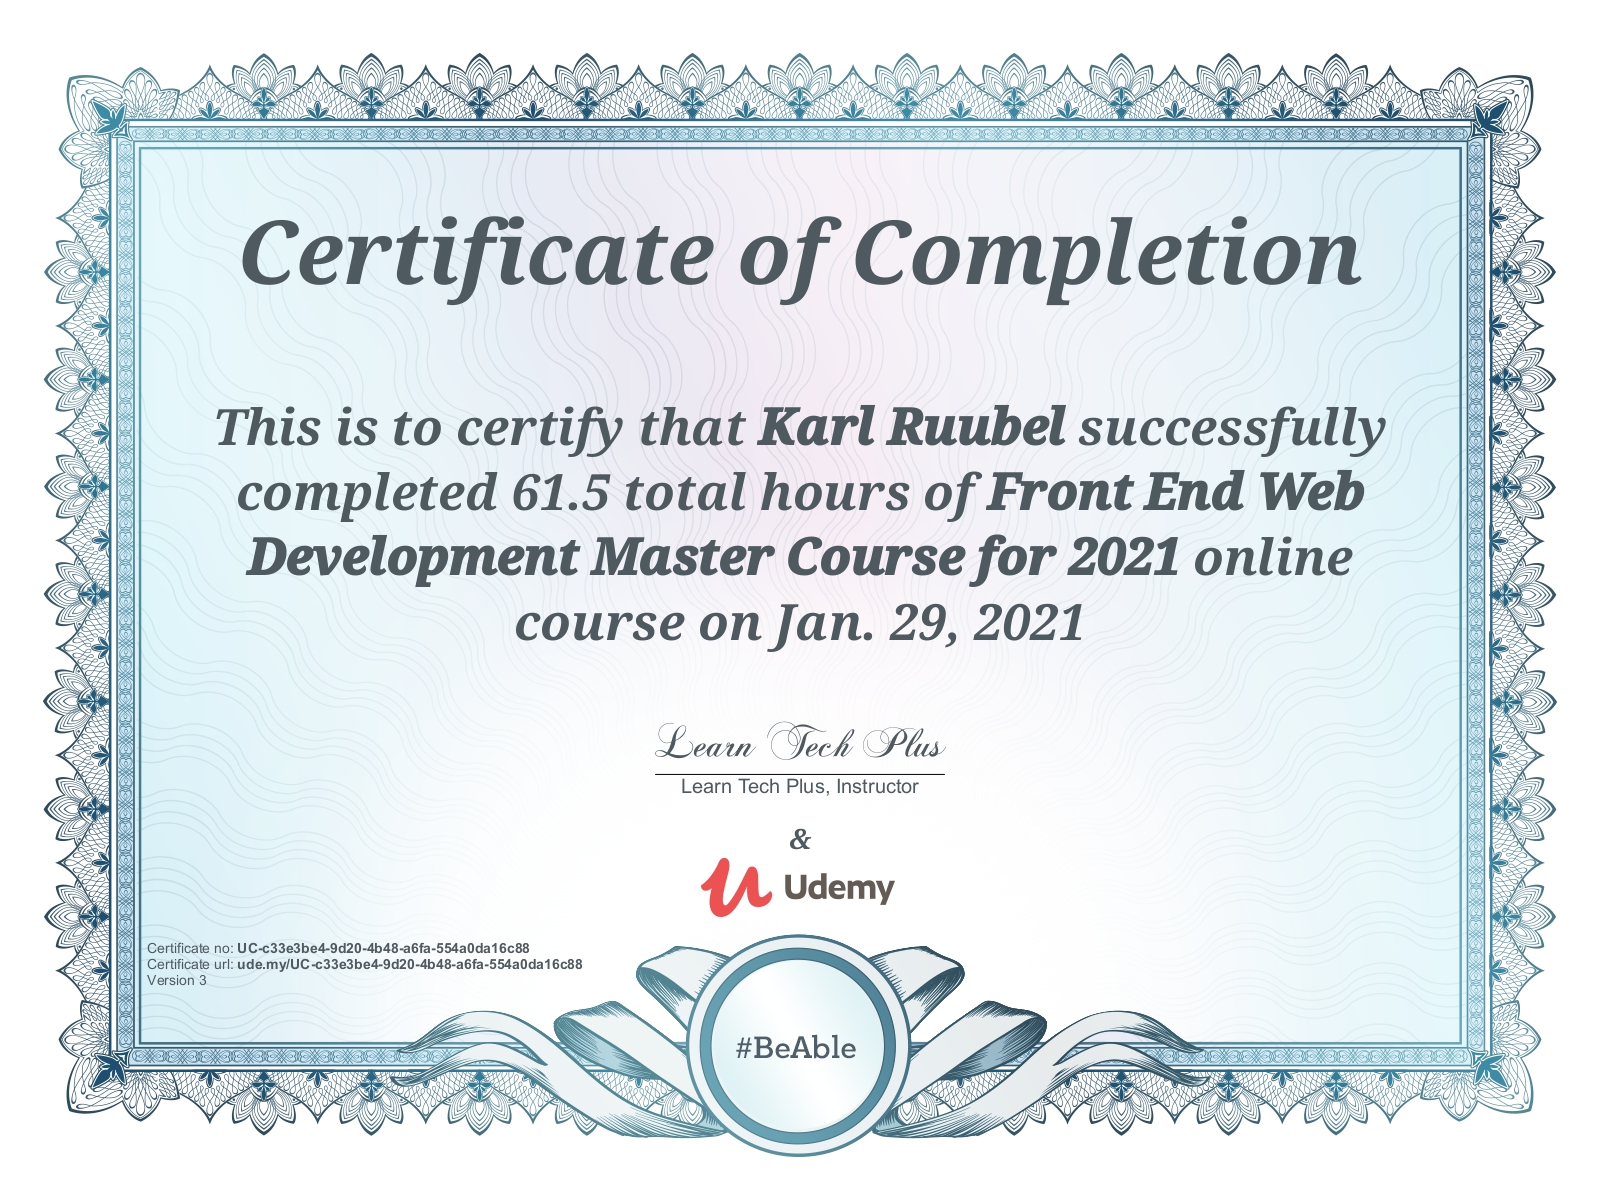 Certificate of Completion
This is to certify that Karl Ruubel successfully
completed 61.5 total hours of Front End Web
Development Master Course for 2021 online
course on Jan. 29, 2021
Learn Tech Plus
Learn Tech Plus, Instructor
&
Udemy
Certificate no: UC-c33e3be4-9d20-4b48-a6fa-554a0da16c88
Certificate url: ude.my/UC-c33e3be4-9d20-4b48-a6fa-554a0da16c88
Version 3
#BeAble